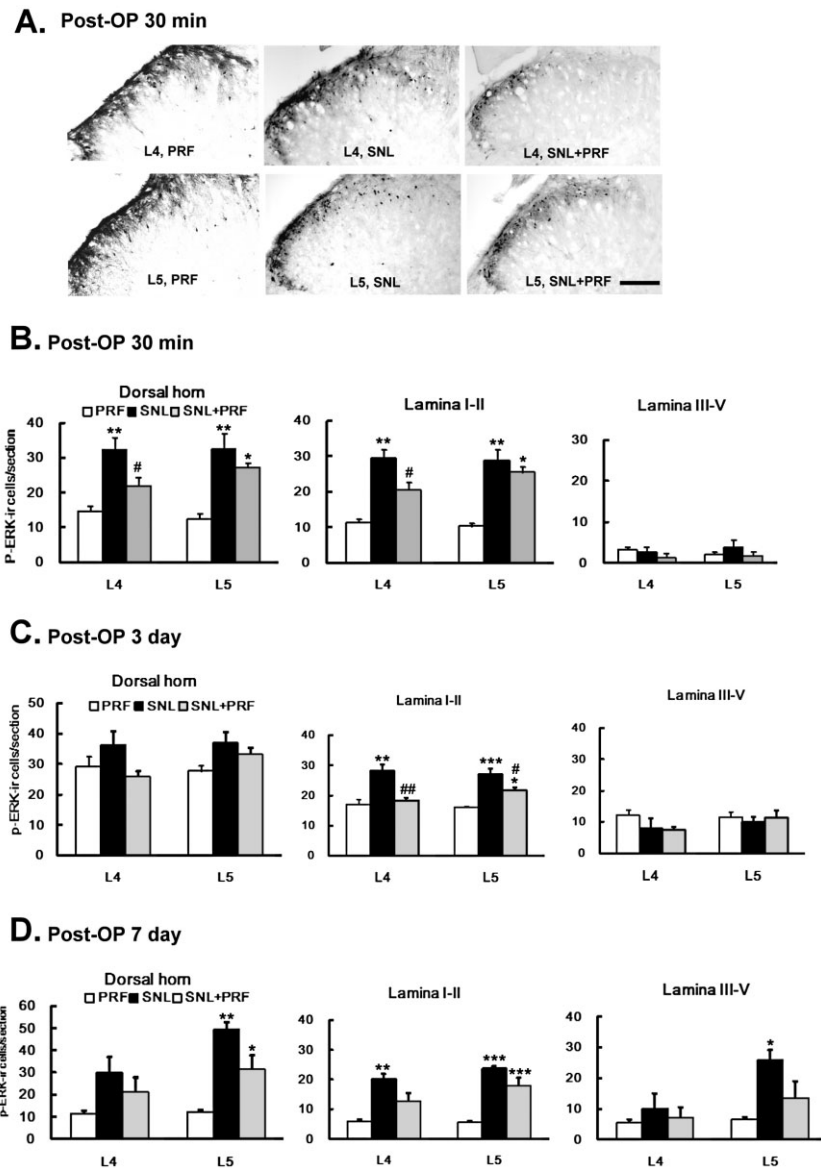 A. Post-OP 30 min
L4, PRF L4, SNL L4, SNL+PRF
L5, PRF L5, SNL L5, SNL+PRF
B. Post-OP 30 min
Dorsal horn
PRF SNL SNL+PRF
P-ERK-ir cells/section
40
30
20
10
0
** # ** *
L4 L5
Lamina I-II
30
20
10
0
** # ** *
L4 L5
Lamina III-V
30
20
10
0
L4 L5
C. Post-OP 3 day
Dorsal horn
PRF SNL SNL+PRF
p-ERK-ir cells/section
50
40
30
20
10
0
L4 L5
Lamina I-II
40
30
20
10
0
** ## *** #
*
L4 L5
Lamina III-V
40
30
20
10
0
L4 L5
D. Post-OP 7 day
Dorsal horn
PRF SNL SNL+PRF
p-ERK-ir cells/section
60
50
40
30
20
10
0
** *
L4 L5
Lamina I-II
40
30
20
10
0
** *** ***
L4 L5
Lamina III-V
40
30
20
10
0
*
L4 L5